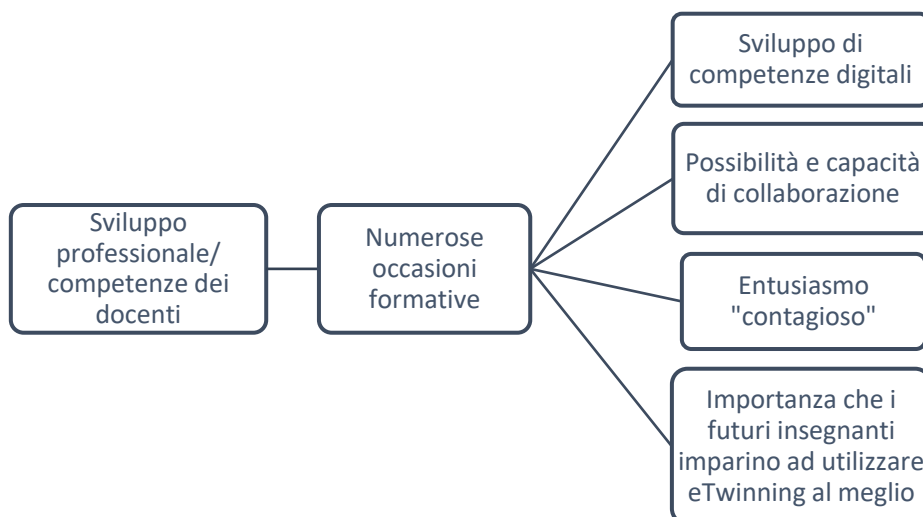 Sviluppo
professionale/
competenze dei
docenti
Numerose
occasioni
formative
Sviluppo di
competenze digitali
Possibilità e capacità
di collaborazione
Entusiasmo
"contagioso"
Importanza che i
futuri insegnanti
imparino ad utilizzare
eTwinning al meglio